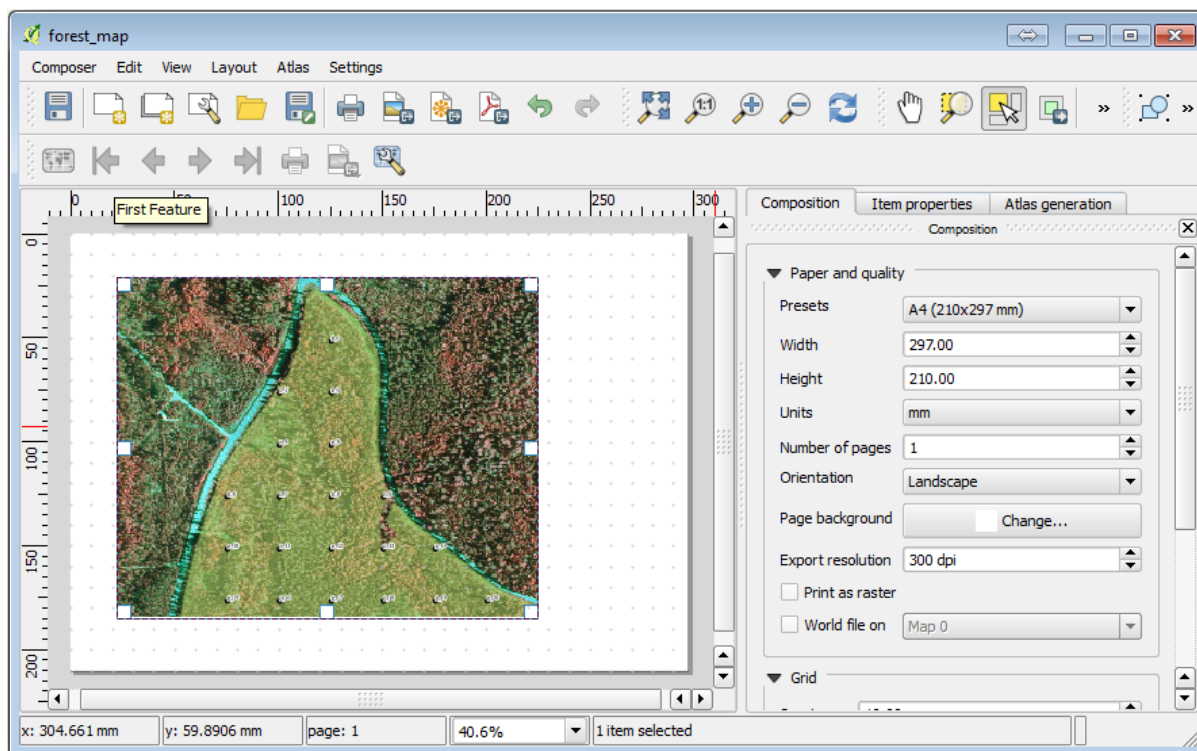 forest_map
Composer Edit View Layout Atlas Settings
1:1
» »
0 50 100 150 200 250 300
First Feature
0
50
100
150
200
Composition Item properties Atlas generation
Composition
Paper and quality
Presets A4 (210x297 mm)
Width 297.00
Height 210.00
Units mm
Number of pages 1
Orientation Landscape
Page background Change...
Export resolution 300 dpi
Print as raster
World file on Map 0
Grid
x: 304.661 mm y: 59.8906 mm page: 1 40.6% 1 item selected